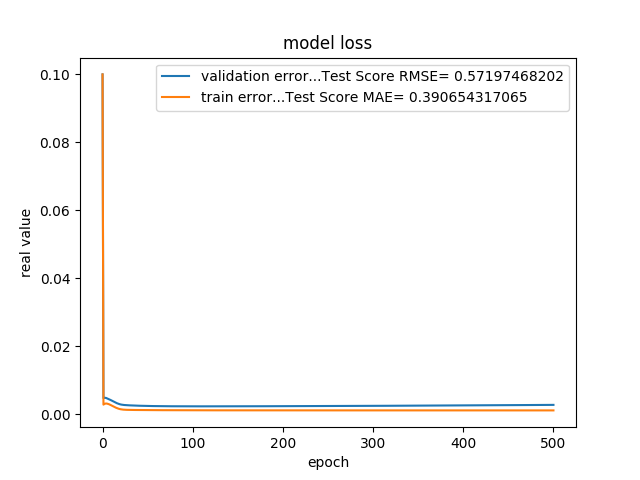 model loss
validation error...Test Score RMSE= 0.57197468202
train error...Test Score MAE= 0.390654317065
0.10
0.08
0.06
0.04
0.02
0.00
real value
0 100 200 300 400 500
epoch